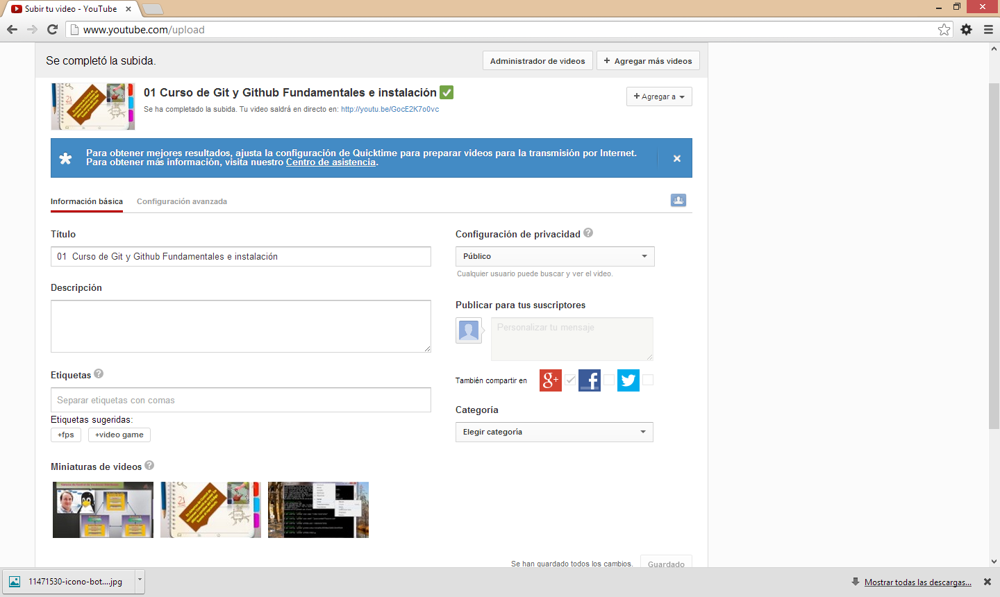 Subir tu video - YouTube
www.youtube.com/upload
Se completó la subida.
Administrador de videos
+ Agregar más videos
01 Curso de Git y Github Fundamentales e instalación
Se ha completado la subida. Tu video saldrá en directo en: http://youtu.be/GocE2K7o0vc
+ Agregar a
Para obtener mejores resultados, ajusta la configuración de Quicktime para preparar videos para la transmisión por Internet.
Para obtener más información, visita nuestro Centro de asistencia.
Información básica
Configuración avanzada
Título
01  Curso de Git y Github Fundamentales e instalación
Descripción
Etiquetas ?
Separar etiquetas con comas
Etiquetas sugeridas:
+fps
+video game
Miniaturas de videos ?
Configuración de privacidad ?
Público
Cualquier usuario puede buscar y ver el video.
Publicar para tus suscriptores
Personalizar tu mensaje
También compartir en
g+
f
Categoría
Elegir categoría
Se han guardado todos los cambios.
Guardado
11471530-icono-bot....jpg
Mostrar todas las descargas...